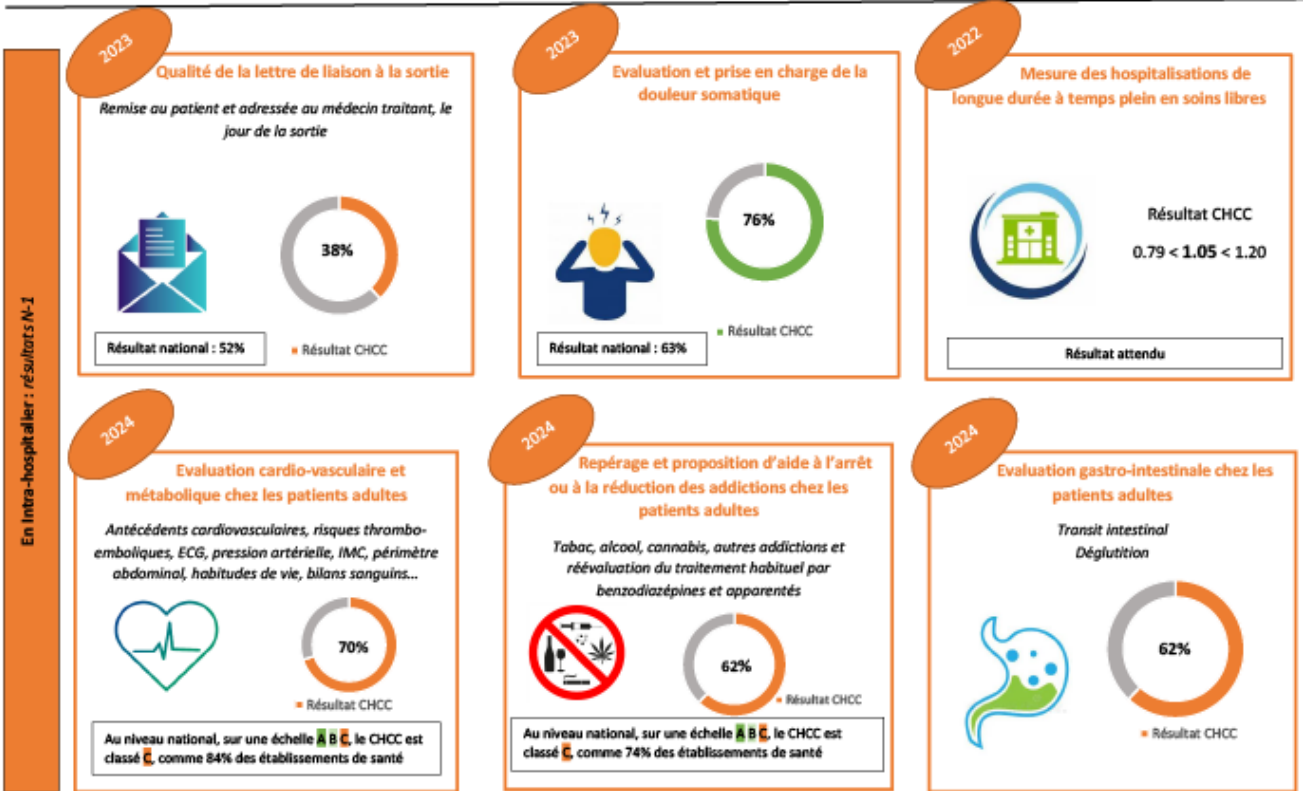 En Intra-hospitalier : résultats N-1
2023
Qualité de la lettre de liaison à la sortie
Remise au patient et adressée au médecin traitant, le
jour de la sortie
38%
Résultat national : 52%
Résultat CHCC
2023
Evaluation et prise en charge de la
douleur somatique
76%
Résultat national : 63%
Résultat CHCC
2022
Mesure des hospitalisations de
longue durée à temps plein en soins libres
Résultat CHCC
0.79 < 1.05 < 1.20
Résultat attendu
2024
Evaluation cardio-vasculaire et
métabolique chez les patients adultes
Antécédents cardiovasculaires, risques thrombo-
emboliques, ECG, pression artérielle, IMC, périmètre
abdominal, habitudes de vie, bilans sanguins...
70%
Résultat CHCC
Au niveau national, sur une échelle A B C, le CHCC est
classé C, comme 84% des établissements de santé
2024
Repérage et proposition d'aide à l'arrêt
ou à la réduction des addictions chez les
patients adultes
Tabac, alcool, cannabis, autres addictions et
réévaluation du traitement habituel par
benzodiazépines et apparentés
62%
Résultat CHCC
Au niveau national, sur une échelle A B C, le CHCC est
classé C, comme 74% des établissements de santé
2024
Evaluation gastro-intestinale chez les
patients adultes
Transit intestinal
Déglutition
62%
Résultat CHCC